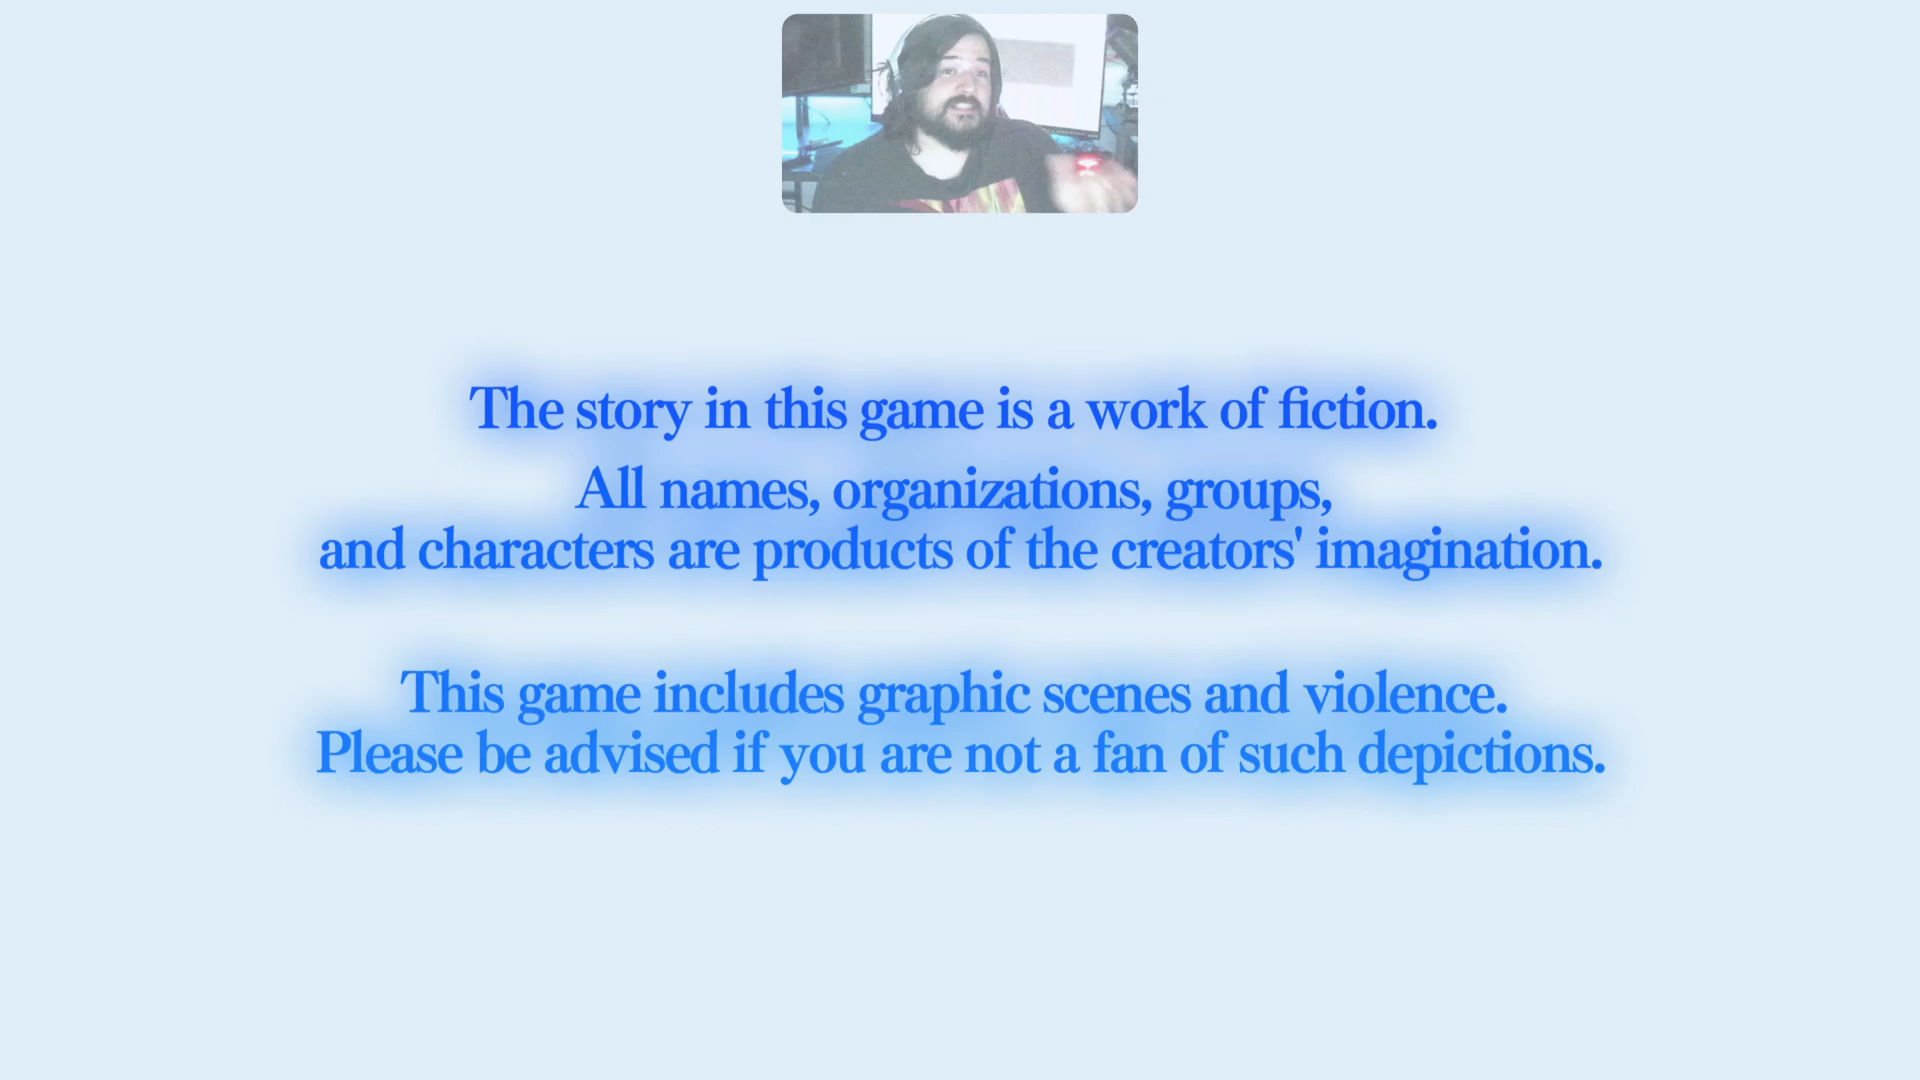 The story in this game is a work of fiction.
All names, organizations, groups,
and characters are products of the creators' imagination.
This game includes graphic scenes and violence.
Please be advised if you are not a fan of such depictions.